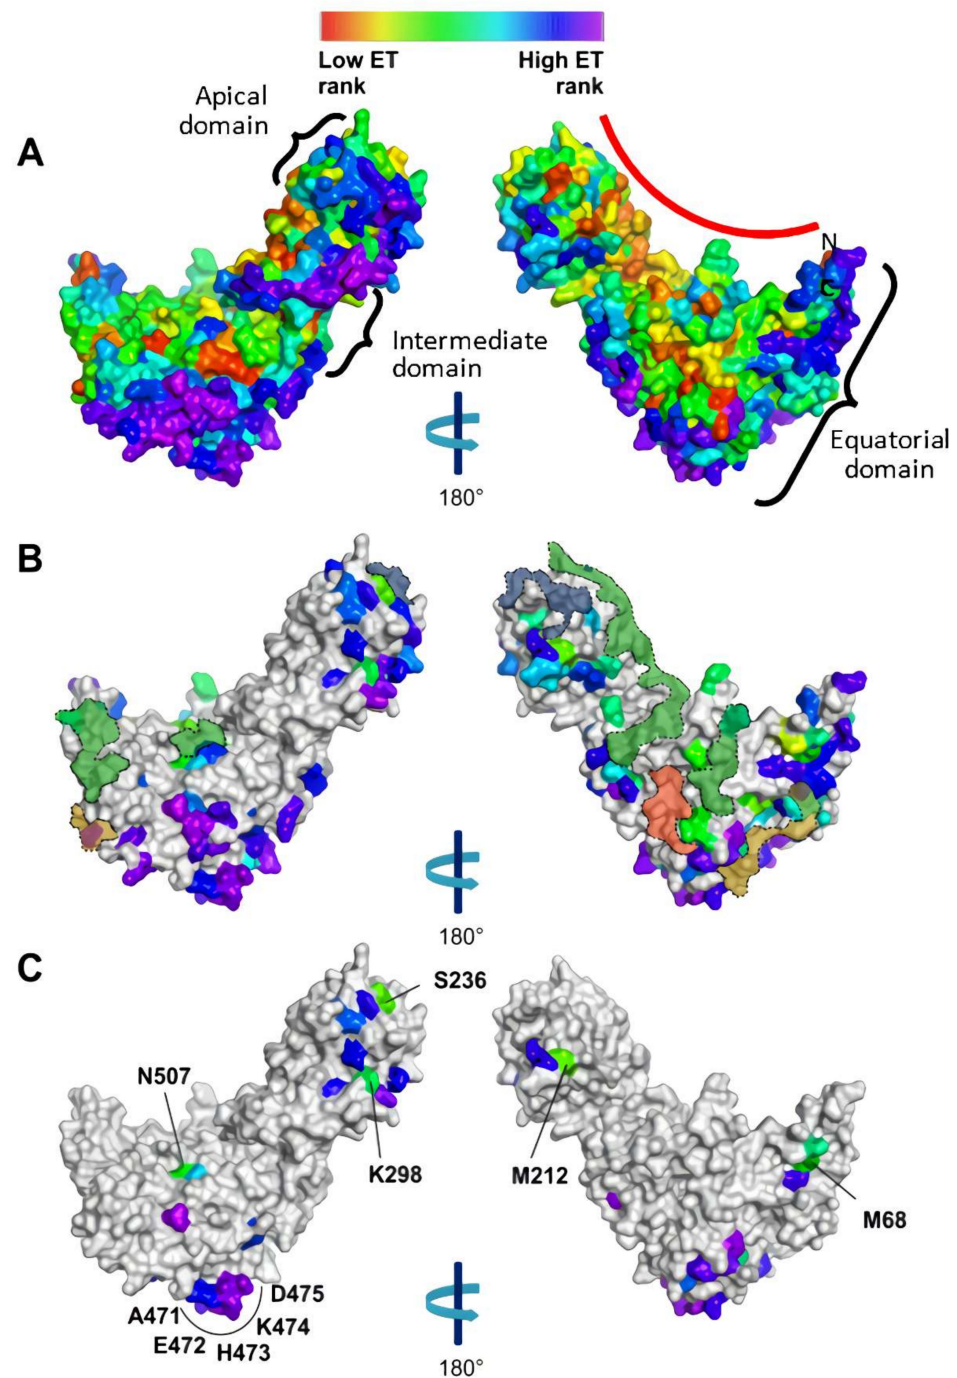 Low ET
rank
High ET
rank
Apical
domain
A
N
C
Intermediate
domain
Equatorial
domain
180°
B
180°
C
S236
N507
K298
M212
M68
A471
E472
H473
K474
D475
180°